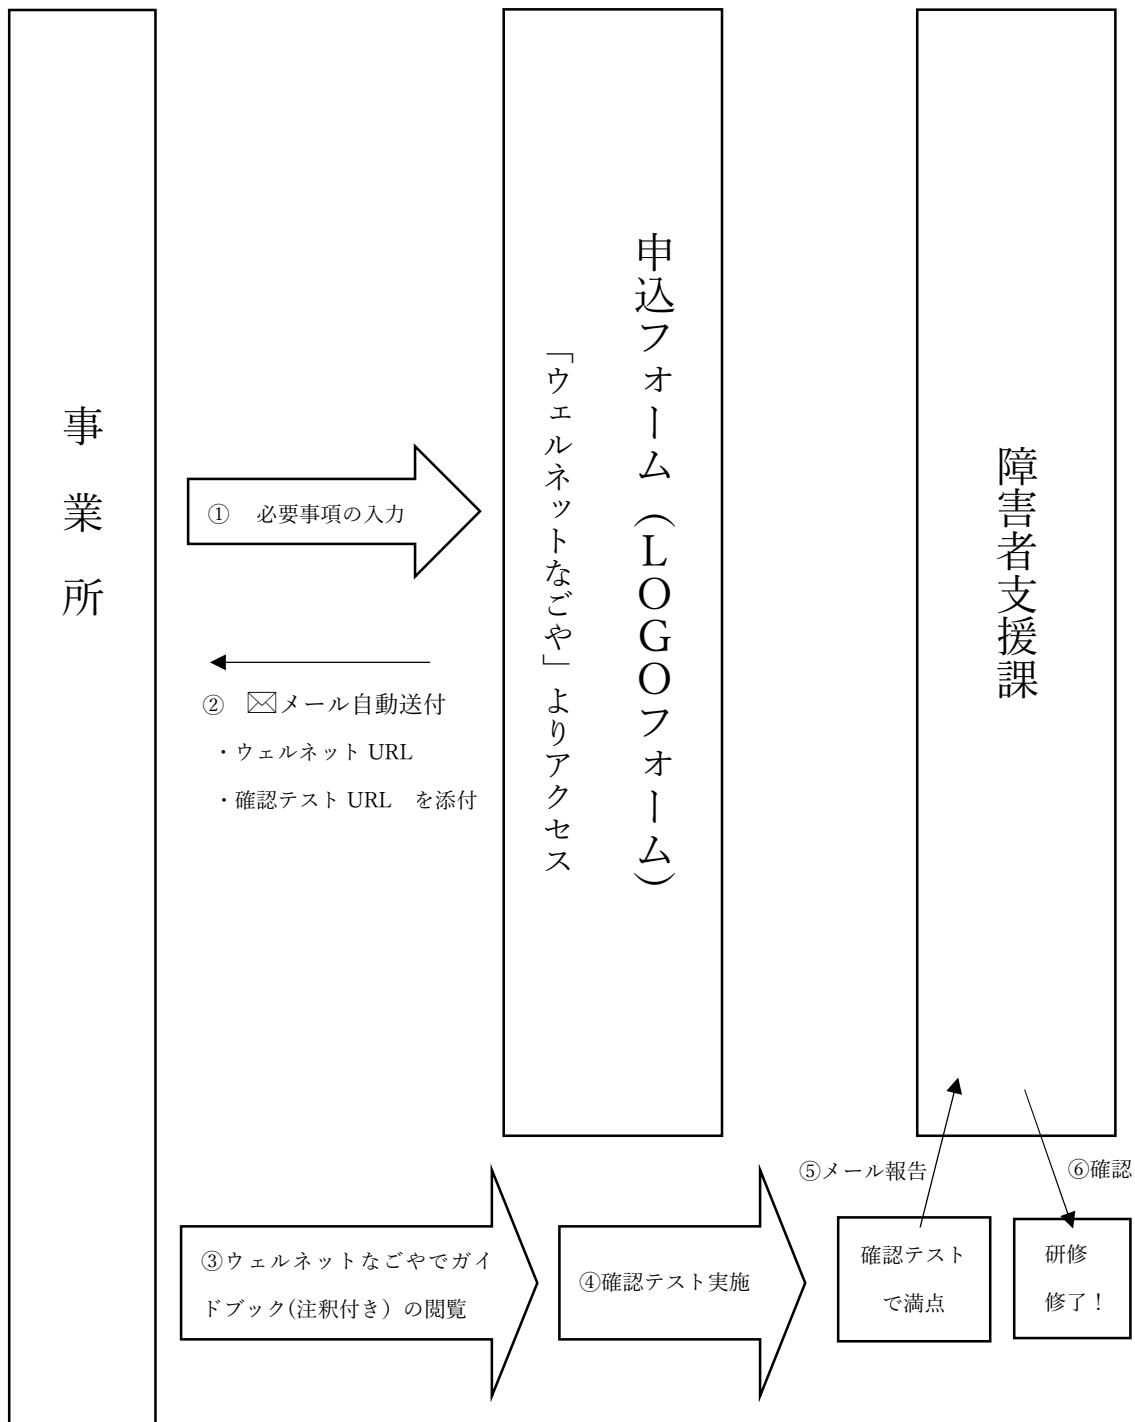 事業所
① 必要事項の入力
② ✉メール自動送付
・ウェルネット URL
・確認テスト URL を添付
申込フォーム（LOGOフォーム）
「ウェルネットなごや」よりアクセス
障害者支援課
③ウェルネットなごやでガイ
ドブック(注釈付き）の閲覧
④確認テスト実施
⑤メール報告
⑥確認
確認テスト
で満点
研修
修了！